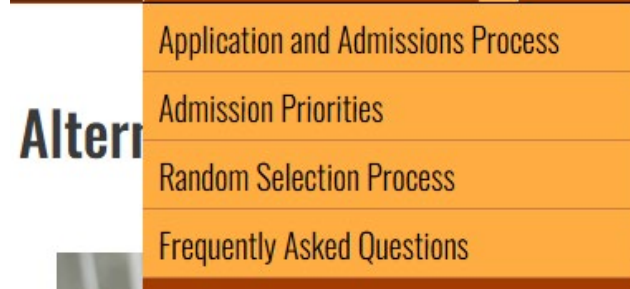 Application and Admissions Process
Admission Priorities
Random Selection Process
Frequently Asked Questions